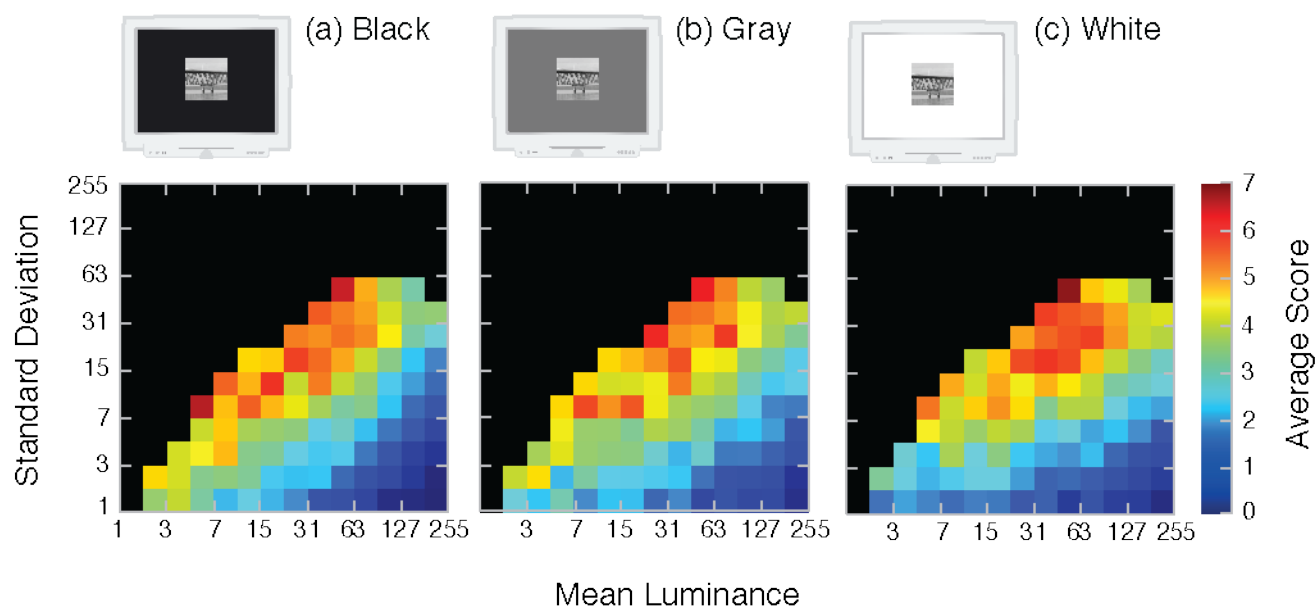 (a) Black
(b) Gray
(c) White
Standard Deviation
255
127
63
31
15
7
3
1
1 3 7 15 31 63 127 255
3 7 15 31 63 127 255
3 7 15 31 63 127 255
7
6
5
4
3
2
1
0
Average Score
Mean Luminance